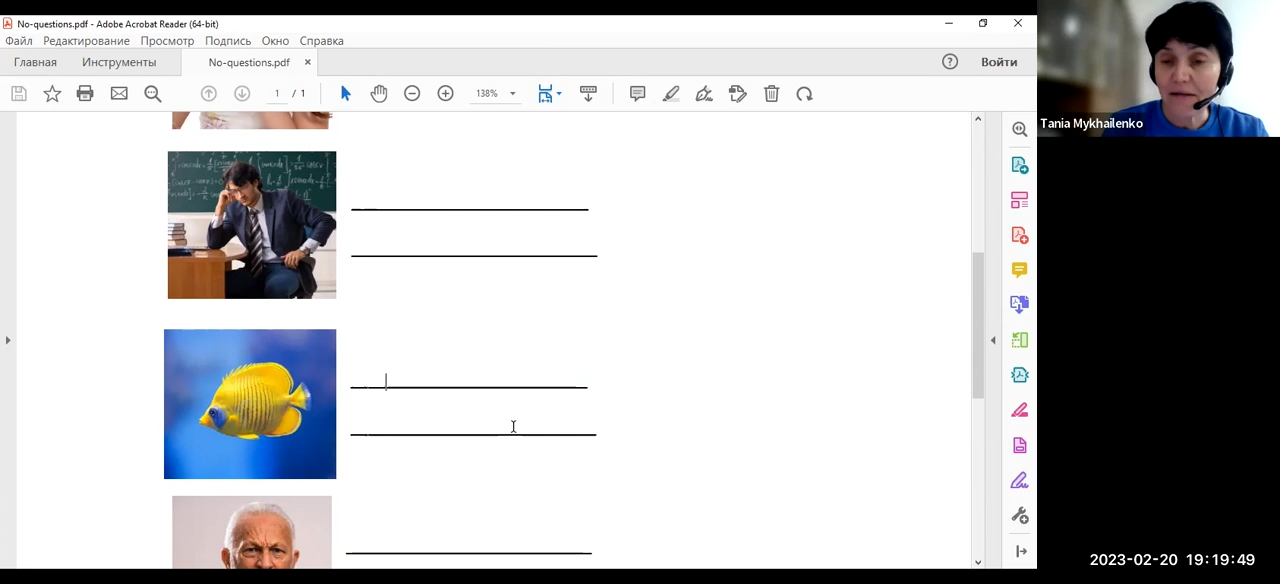 No-questions.pdf - Adobe Acrobat Reader (64-bit)
Файл Редактирование Просмотр Подпись Окно Справка
Главная Инструменты No-questions.pdf × Войти
1 / 1 138%
Tania Mykhailenko
2023-02-20 19:19:49